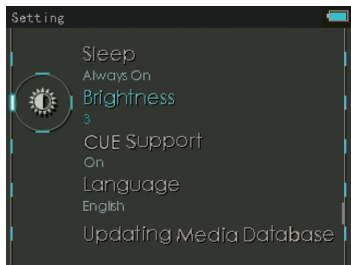 Setting
Sleep
Always On
Brightness
3
CUE Support
On
Language
English
Updating Media Database